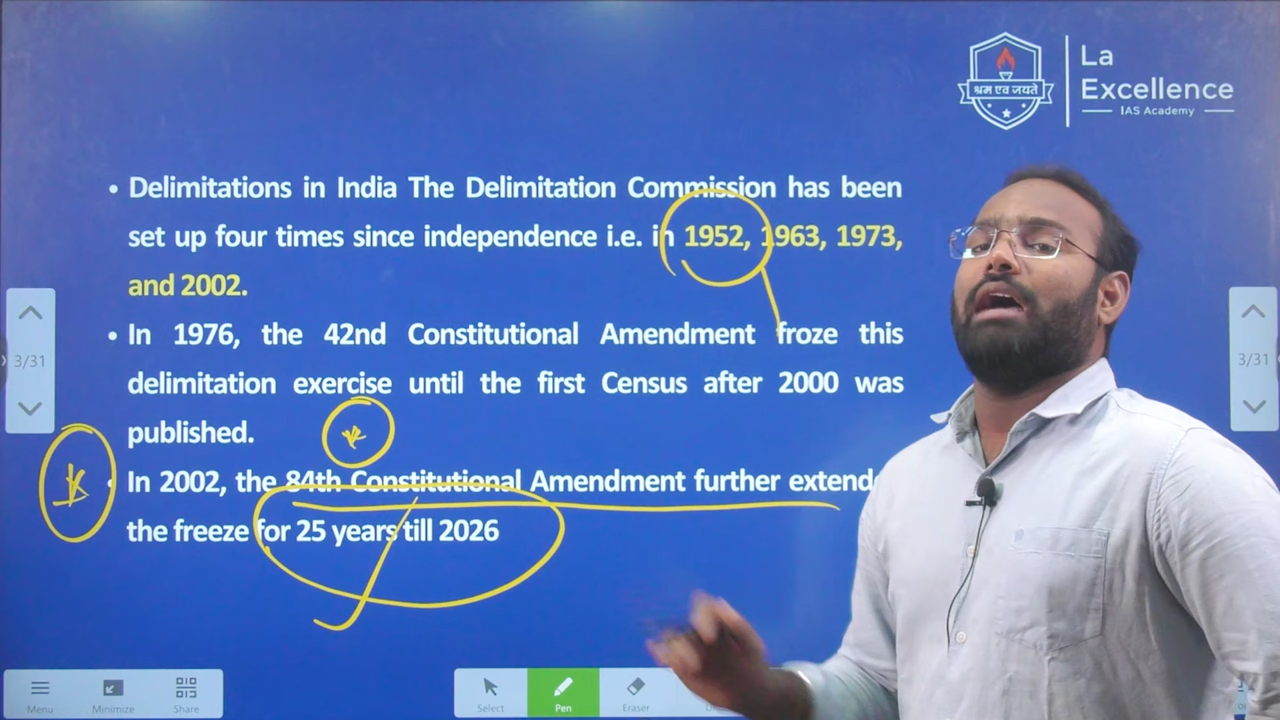 La
Excellence
IAS Academy
श्रम एव जयते
• Delimitations in India The Delimitation Commission has been
set up four times since independence i.e. in 1952, 1963, 1973,
and 2002.
• In 1976, the 42nd Constitutional Amendment froze this
delimitation exercise until the first Census after 2000 was
published.
In 2002, the 84th Constitutional Amendment further extend
the freeze for 25 years till 2026
3/31
3/31
Menu
Minimize
Share
Select
Pen
Eraser